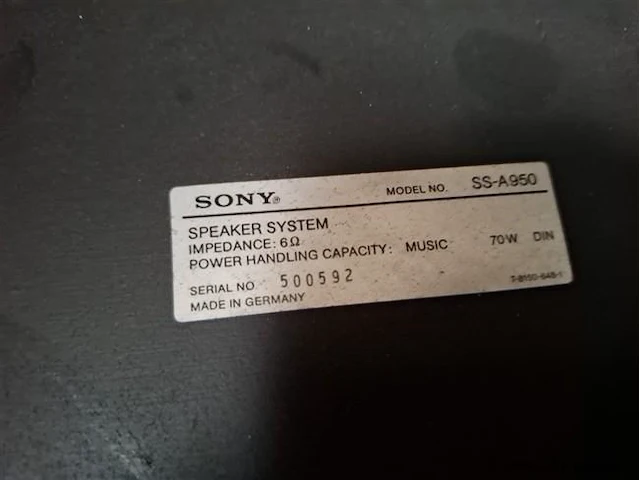 SONY®
MODEL NO. SS-A950
SPEAKER SYSTEM
IMPEDANCE: 6Ω
POWER HANDLING CAPACITY: MUSIC 70W DIN
SERIAL NO 500592
MADE IN GERMANY